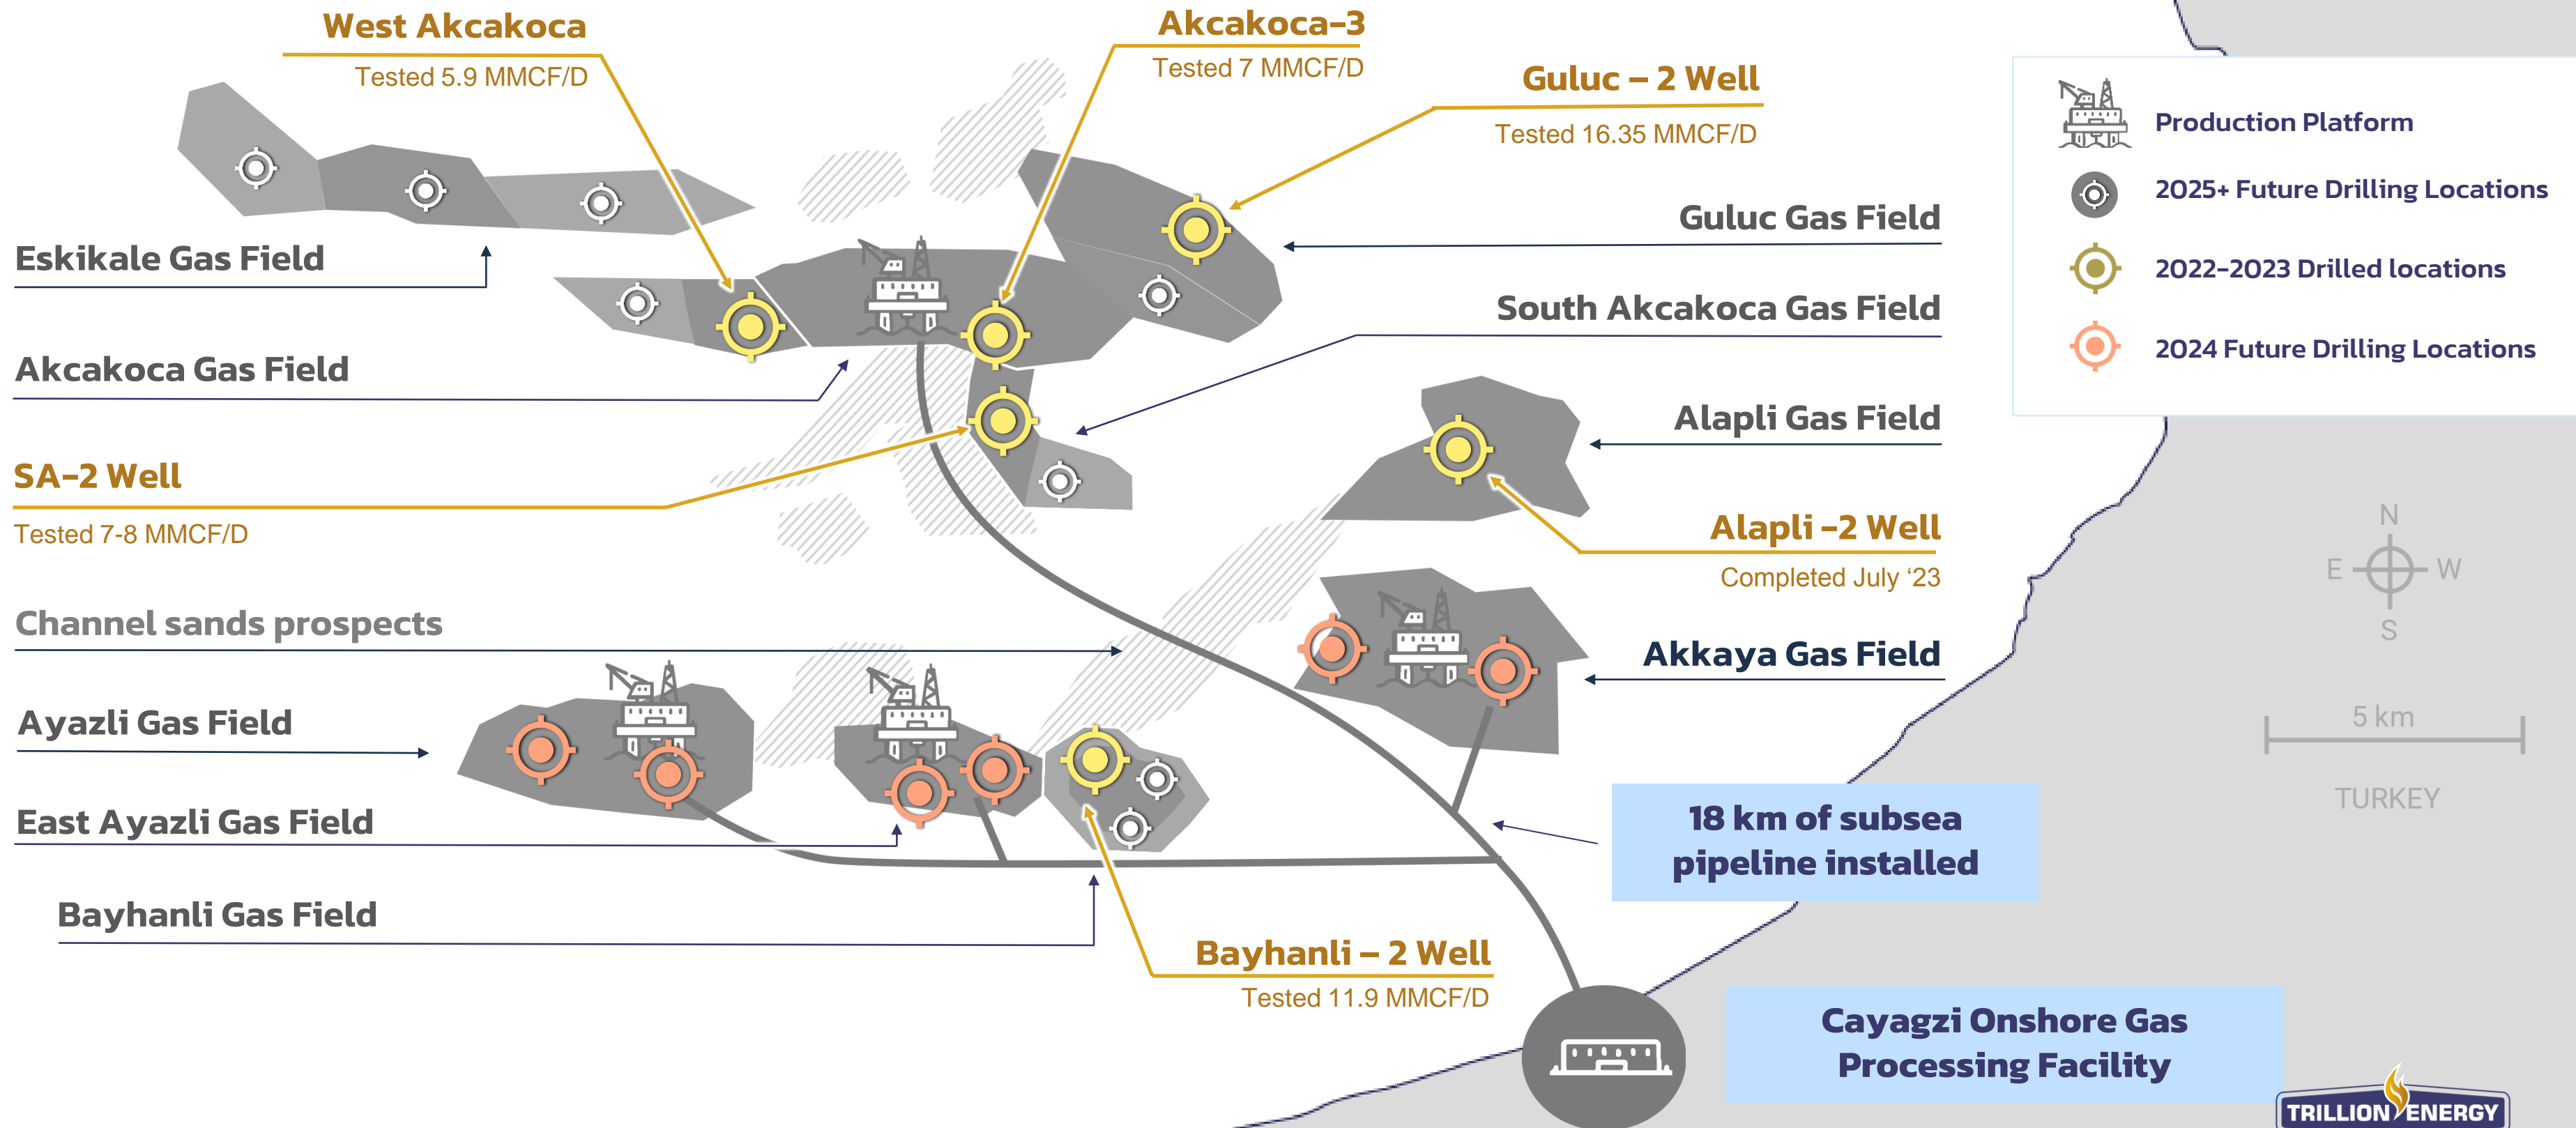 West Akcakoca
Tested 5.9 MMCF/D
Akcakoca-3
Tested 7 MMCF/D
Guluc – 2 Well
Tested 16.35 MMCF/D
Production Platform
2025+ Future Drilling Locations
2022-2023 Drilled locations
2024 Future Drilling Locations
Eskikale Gas Field
Guluc Gas Field
South Akcakoca Gas Field
Akcakoca Gas Field
Alapli Gas Field
SA-2 Well
Tested 7-8 MMCF/D
Alapli -2 Well
Completed July ‘23
N
E
W
S
Channel sands prospects
Akkaya Gas Field
Ayazli Gas Field
5 km
TURKEY
East Ayazli Gas Field
18 km of subsea
pipeline installed
Bayhanli Gas Field
Bayhanli – 2 Well
Tested 11.9 MMCF/D
Cayagzi Onshore Gas
Processing Facility
TRILLION ENERGY